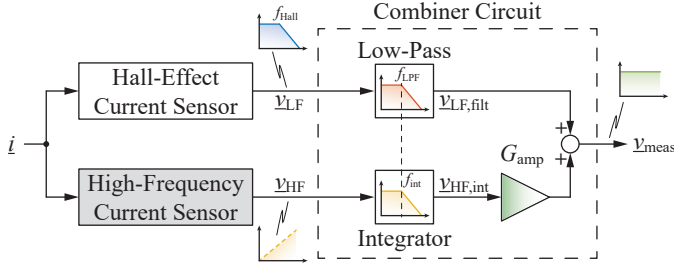 Combiner Circuit
f_Hall
Low-Pass
Hall-Effect
Current Sensor
v_LF
f_LPF
v_LF,filt
+
+
i
v_meas
G_amp
High-Frequency
Current Sensor
v_HF
f_int
v_HF,int
Integrator